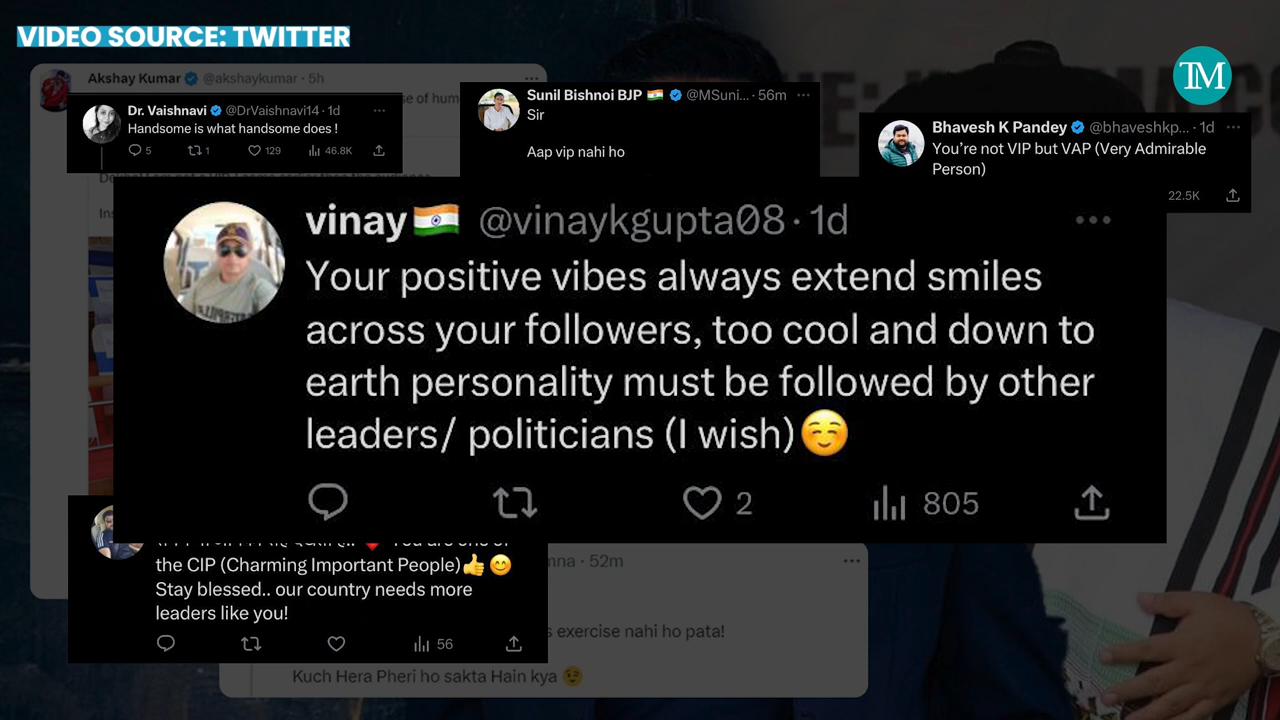 VIDEO SOURCE: TWITTER
TM
Akshay Kumar @akshaykumar · 5h
Dr. Vaishnavi @DrVaishnavi14 · 1d
Handsome is what handsome does !
5 1 129 46.8K
Sunil Bishnoi BJP 🇮🇳 @MSuni... · 56m
Sir
Aap vip nahi ho
Bhavesh K Pandey @bhaveshkp... · 1d
You're not VIP but VAP (Very Admirable
Person)
22.5K
vinay🇮🇳 @vinaykgupta08 · 1d
Your positive vibes always extend smiles
across your followers, too cool and down to
earth personality must be followed by other
leaders/ politicians (I wish)☺️
2 805
the CIP (Charming Important People)👍😊
Stay blessed.. our country needs more
leaders like you!
56
· 52m
exercise nahi ho pata!
Kuch Hera Pheri ho sakta Hain kya 😉